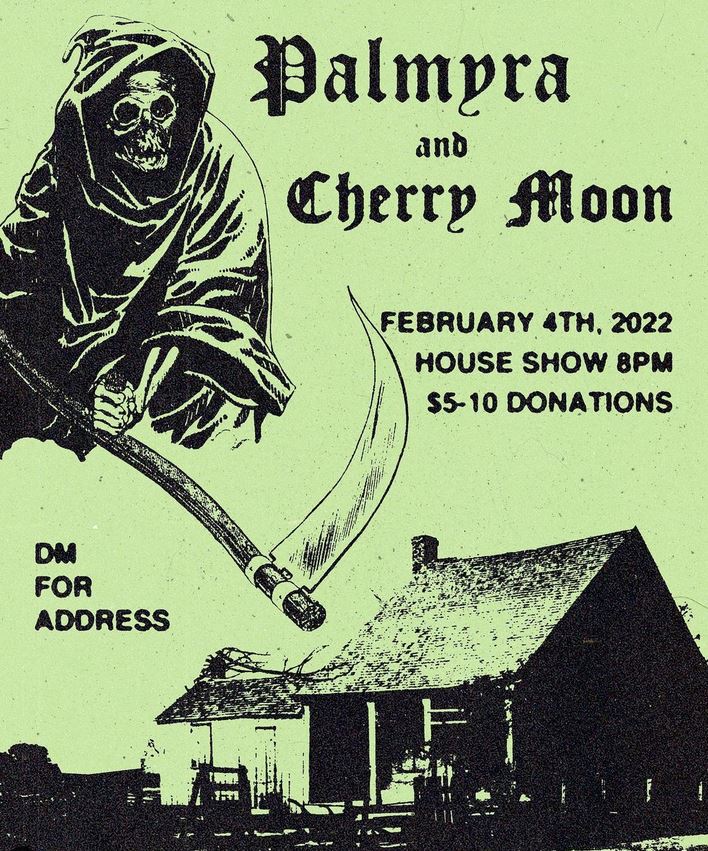 Palmyra
and
Cherry Moon
FEBRUARY 4TH, 2022
HOUSE SHOW 8PM
$5-10 DONATIONS
DM
FOR
ADDRESS